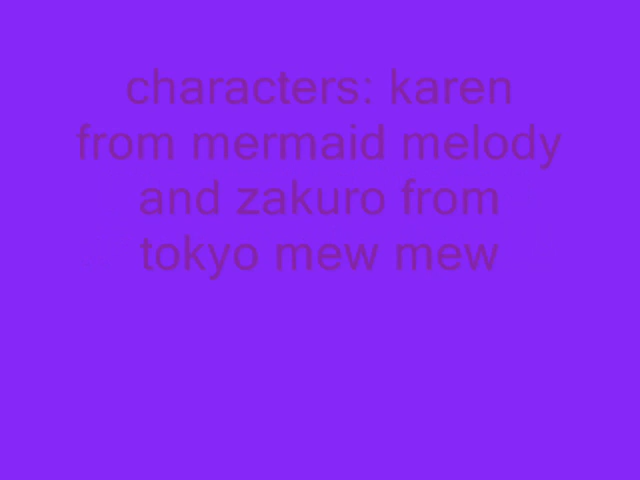 characters: karen
from mermaid melody
and zakuro from
tokyo mew mew